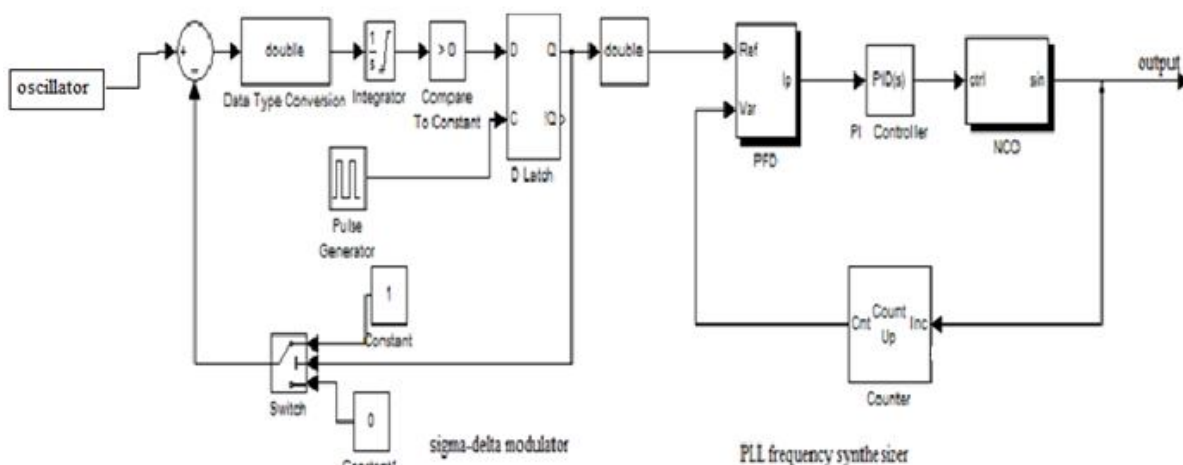 oscillator
+
−
double
Data Type Conversion
1
s
Integrator
> 0
Compare
To Constant
D
Q
C
!Q
D Latch
double
Pulse
Generator
1
Constant
Switch
0
Constant1
sigma-delta modulator
Ref
Var
Ip
PFD
PID(s)
PI Controller
ctrl
sin
NCO
output
Cnt
Count
Up
Inc
Counter
PLL frequency synthesizer